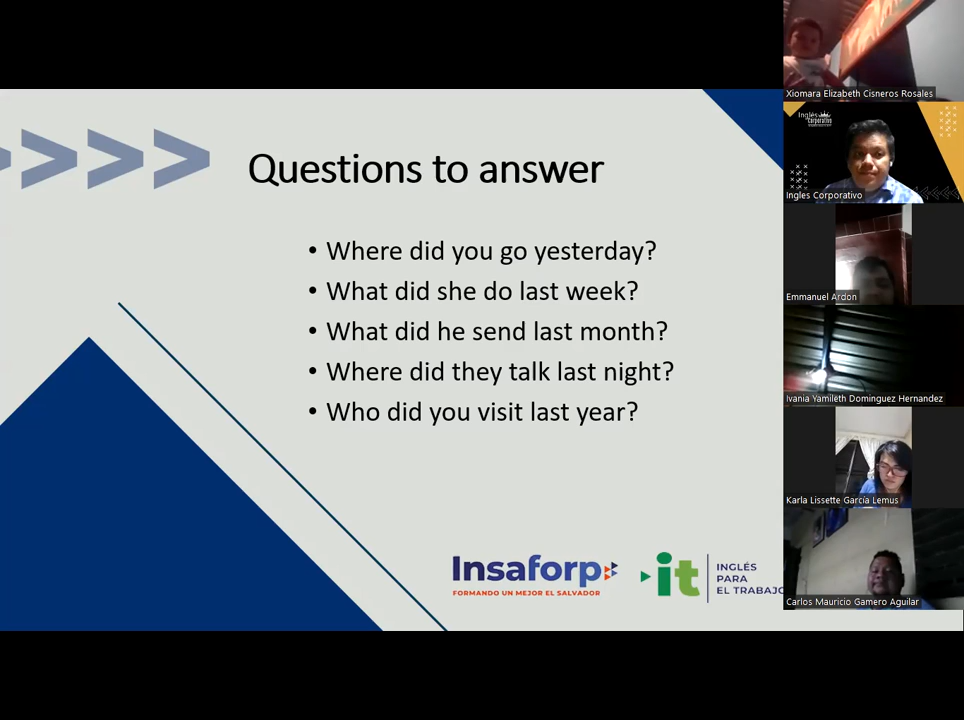 Questions to answer
• Where did you go yesterday?
• What did she do last week?
• What did he send last month?
• Where did they talk last night?
• Who did you visit last year?
Insaforp
FORMANDO UN MEJOR EL SALVADOR
it
INGLÉS
PARA
EL TRABAJO
Xiomara Elizabeth Cisneros Rosales
Inglés
Corporativo
Ingles Corporativo
Emmanuel Ardon
Ivania Yamileth Dominguez Hernandez
Karla Lissette García Lemus
Carlos Mauricio Gamero Aguilar